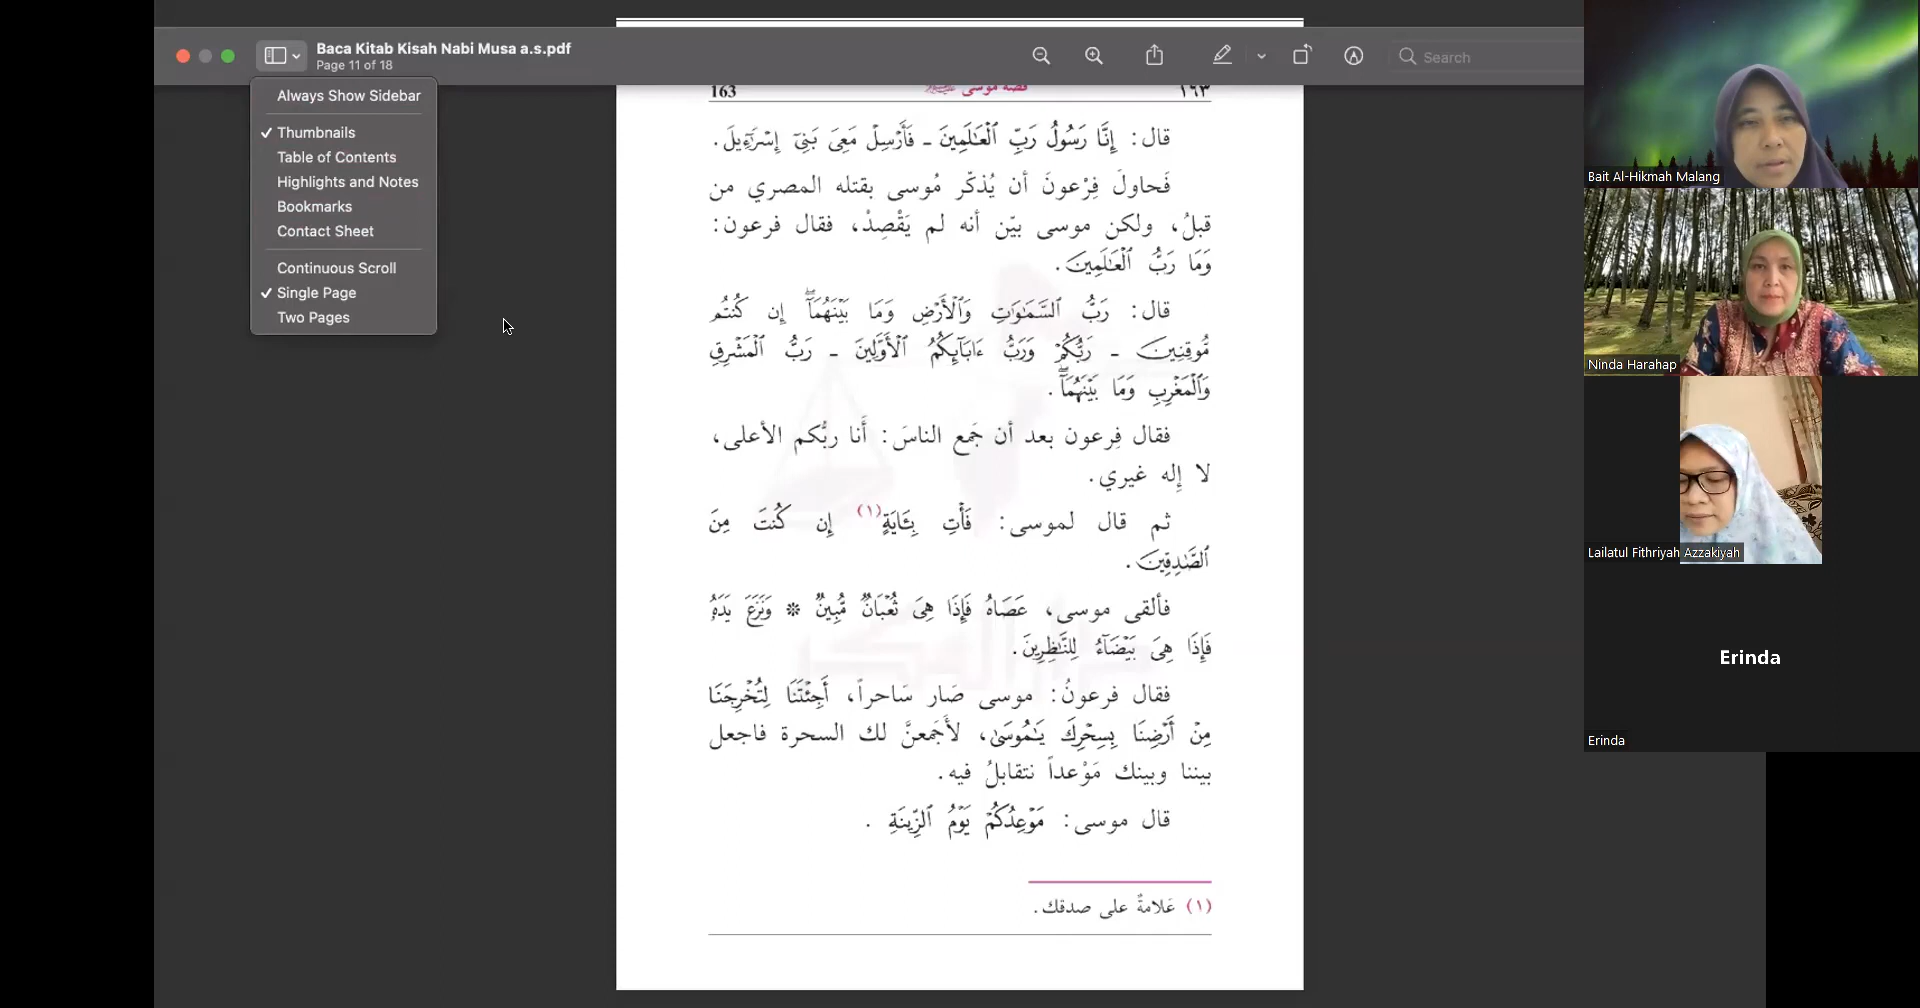 Baca Kitab Kisah Nabi Musa a.s.pdf
Page 11 of 18
Search
Always Show Sidebar
Thumbnails
Table of Contents
Highlights and Notes
Bookmarks
Contact Sheet
Continuous Scroll
Single Page
Two Pages
163
قصة موسى
١٦٣
قال: إِنَّا رَسُولُ رَبِّ ٱلْعَـٰلَمِينَ ـ فَأَرْسِلْ مَعِىَ بَنِىٓ إِسْرَٰٓءِيلَ.
فَحاولَ فِرْعونَ أن يُذكّر مُوسى بقتله المصري من
قبلُ، ولكن موسى بيّن أنه لم يَقْصِدْ، فقال فرعون:
وَمَا رَبُّ ٱلْعَـٰلَمِينَ.
قال: رَبُّ ٱلسَّمَـٰوَٰتِ وَٱلْأَرْضِ وَمَا بَيْنَهُمَآ ۖ إِن كُنتُم
مُّوقِنِينَ ـ رَبُّكُمْ وَرَبُّ ءَابَآئِكُمُ ٱلْأَوَّلِينَ ـ رَبُّ ٱلْمَشْرِقِ
وَٱلْمَغْرِبِ وَمَا بَيْنَهُمَآ ۖ.
فقال فِرعون بعد أن جَمع الناسَ: أَنا ربُّكم الأعلى،
لا إِله غيري.
ثم قال لموسى: فَأْتِ بِـَٔايَةٍ(١) إِن كُنتَ مِنَ
ٱلصَّـٰدِقِينَ.
فألقى موسى، عَصَاهُ فَإِذَا هِىَ ثُعْبَانٌ مُّبِينٌ * وَنَزَعَ يَدَهُۥ
فَإِذَا هِىَ بَيْضَآءُ لِلنَّـٰظِرِينَ.
فقال فرعونُ: موسى صَار سَاحراً، أَجِئْتَنَا لِتُخْرِجَنَا
مِنْ أَرْضِنَا بِسِحْرِكَ يَـٰمُوسَىٰ، لأَجَمعنَّ لك السحرة فاجعل
بيننا وبينك مَوْعداً نتقابلُ فيه.
قال موسى: مَوْعِدُكُمْ يَوْمُ ٱلزِّينَةِ .
(١) عَلامةٌ على صدقك.
Bait Al-Hikmah Malang
Ninda Harahap
Lailatul Fithriyah Azzakiyah
Erinda
Erinda